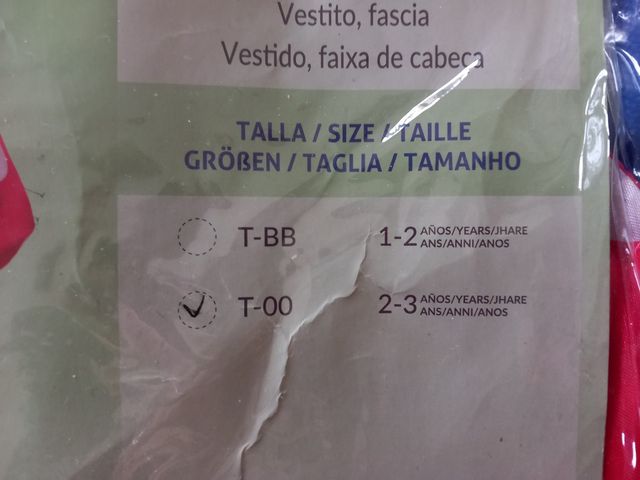 Vestito, fascia
Vestido, faixa de cabeca
TALLA / SIZE / TAILLE
GRÖßEN / TAGLIA / TAMANHO
T-BB 1-2 AÑOS/YEARS/JHARE
ANS/ANNI/ANOS
T-00 2-3 AÑOS/YEARS/JHARE
ANS/ANNI/ANOS